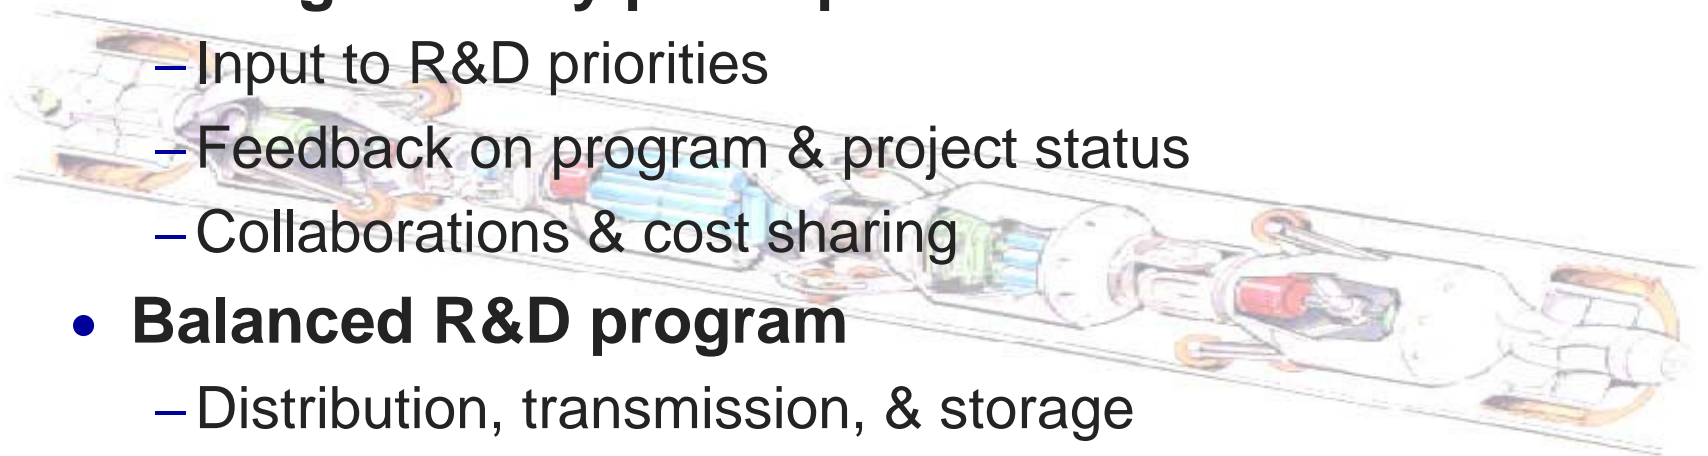 – Input to R&D priorities
– Feedback on program & project status
– Collaborations & cost sharing
• Balanced R&D program
– Distribution, transmission, & storage